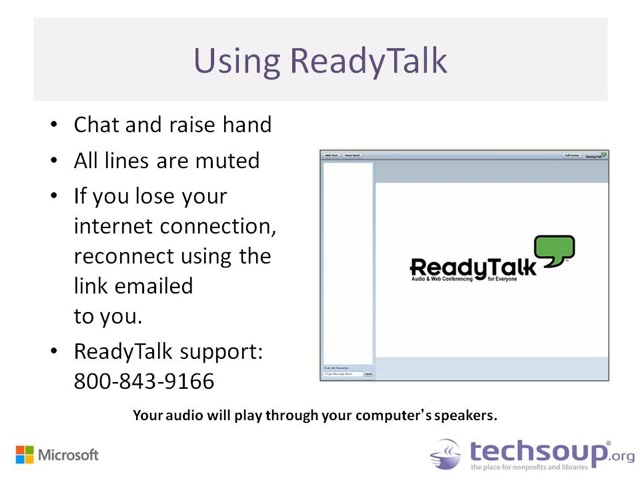 Using ReadyTalk
• Chat and raise hand
• All lines are muted
• If you lose your
internet connection,
reconnect using the
link emailed
to you.
• ReadyTalk support:
800-843-9166
ReadyTalk
ReadyTalk
Audio & Web Conferencing for Everyone
Your audio will play through your computer's speakers.
Microsoft
techsoup.org
the place for nonprofits and libraries